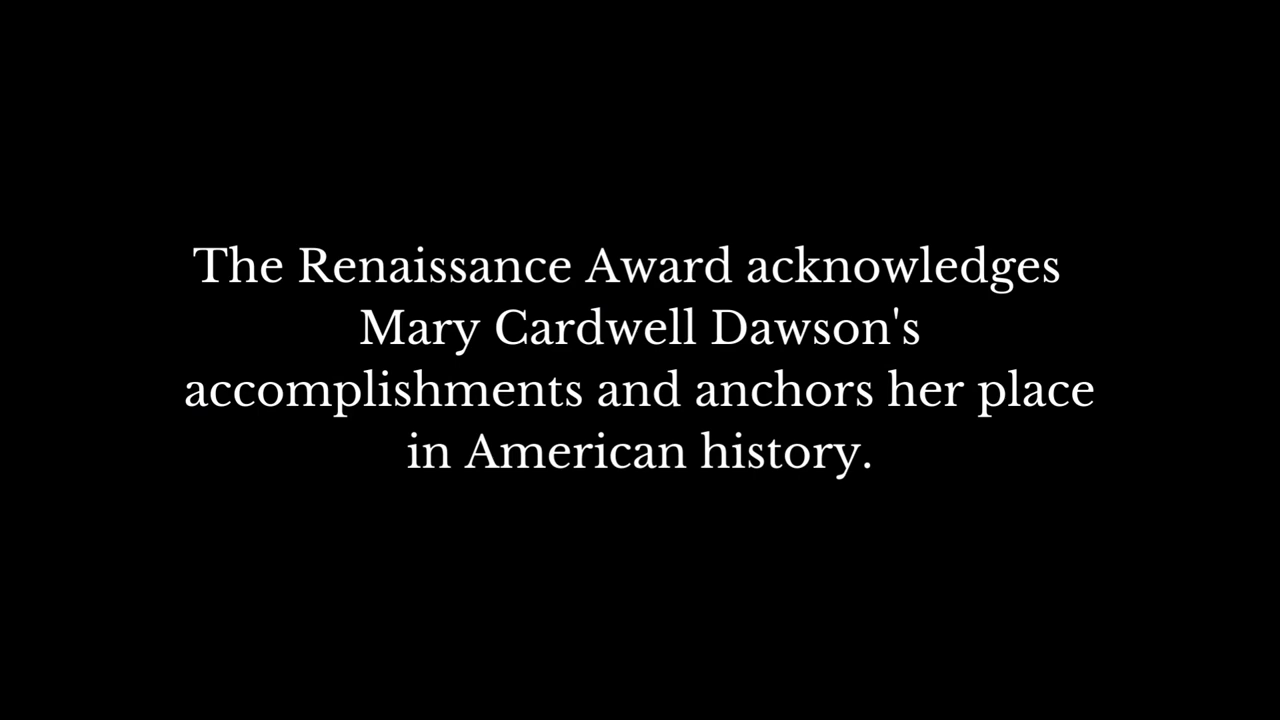 The Renaissance Award acknowledges
Mary Cardwell Dawson's
accomplishments and anchors her place
in American history.